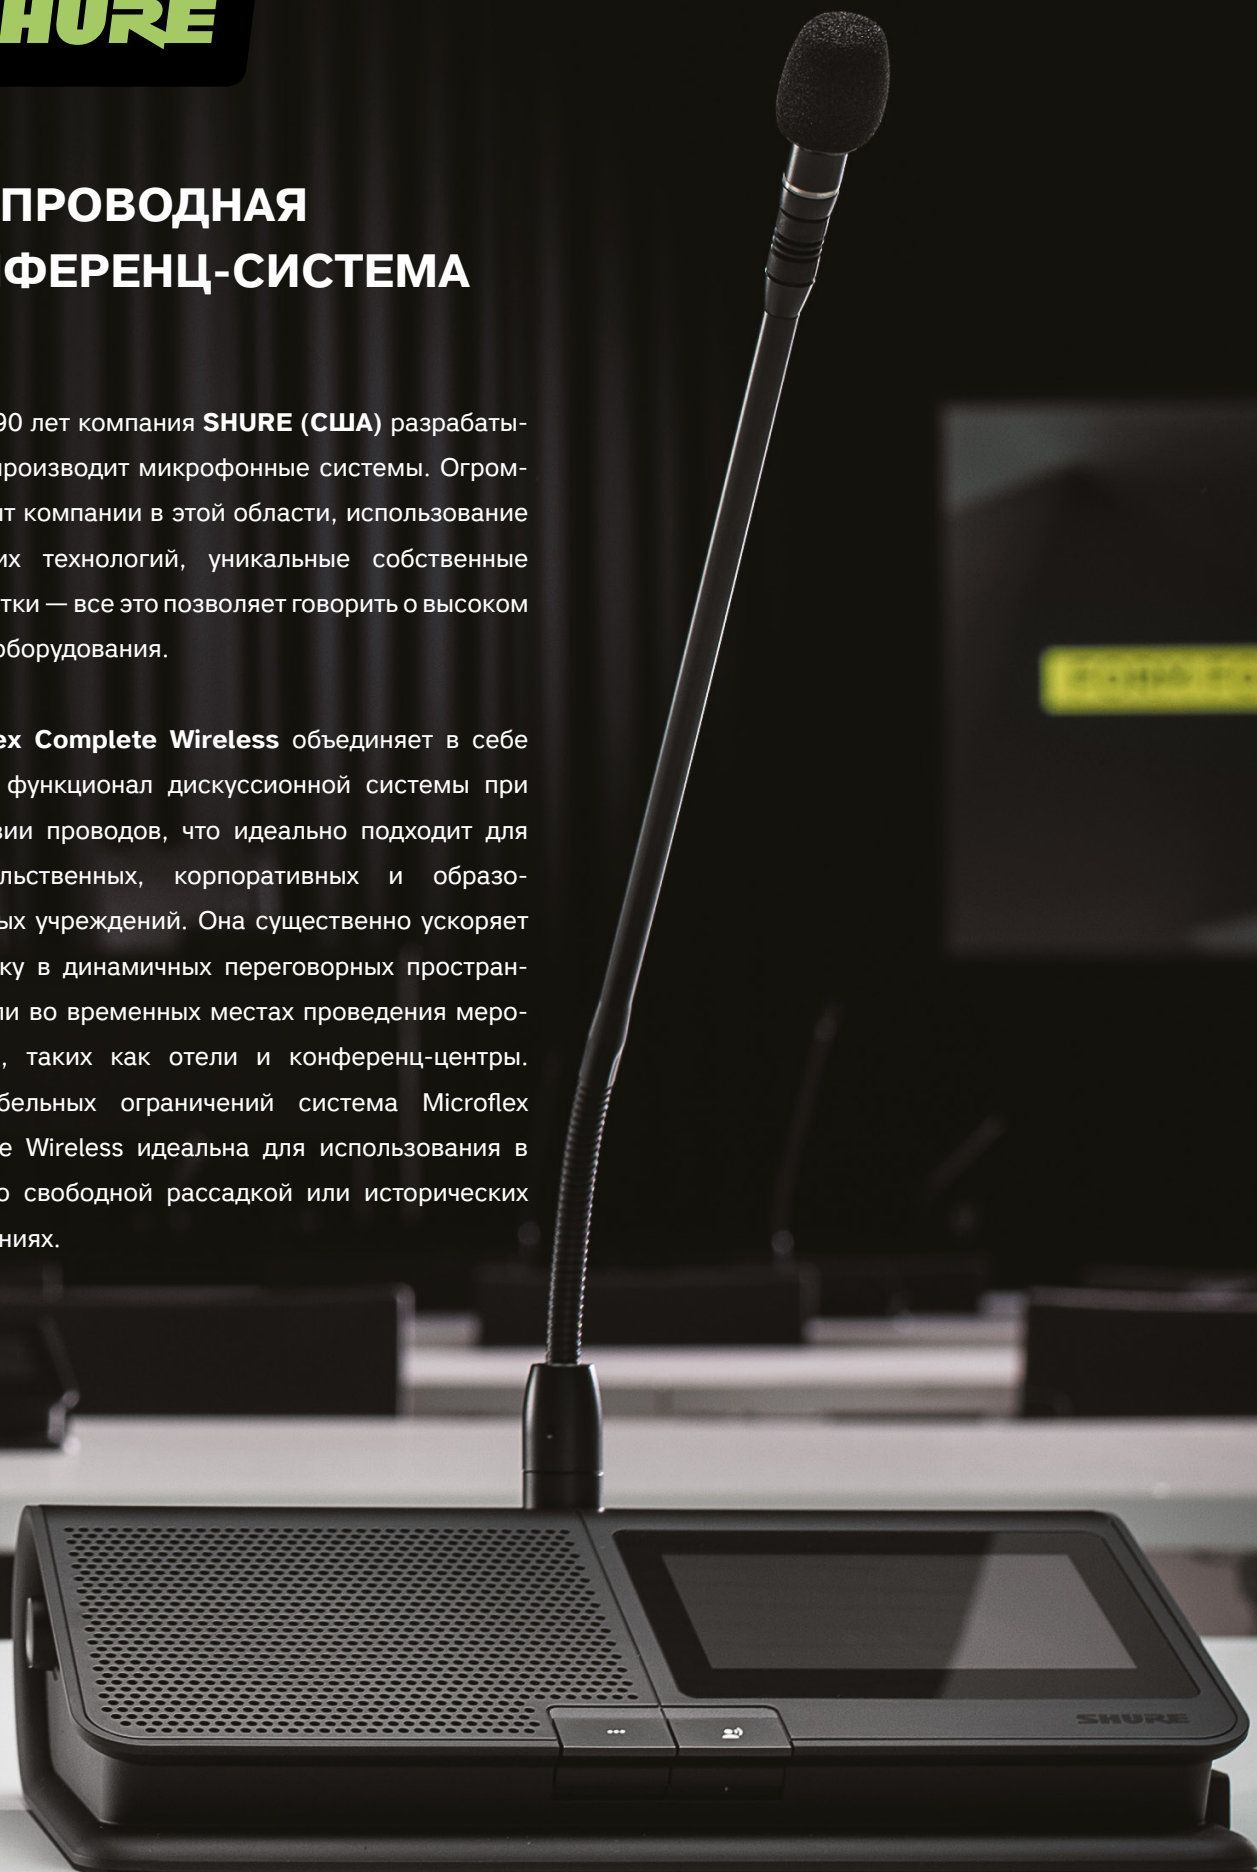 HURE
ПРОВОДНАЯ
ФЕРЕНЦ-СИСТЕМА
90 лет компания SHURE (США) разрабаты-
производит микрофонные системы. Огром-
ыт компании в этой области, использование
их технологий, уникальные собственные
тки — все это позволяет говорить о высоком
оборудования.
ex Complete Wireless объединяет в себе
функционал дискуссионной системы при
вии проводов, что идеально подходит для
льственных, корпоративных и образо-
ых учреждений. Она существенно ускоряет
ку в динамичных переговорных простран-
ли во временных местах проведения меро-
, таких как отели и конференц-центры.
бельных ограничений система Microflex
e Wireless идеальна для использования в
о свободной рассадкой или исторических
ниях.
SHURE